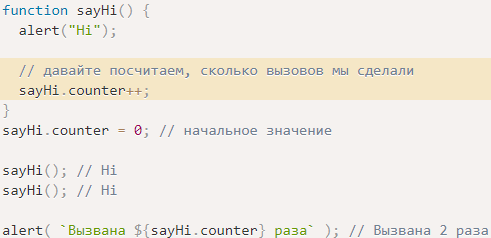 function sayHi() {
  alert("Hi");

  // давайте посчитаем, сколько вызовов мы сделали
  sayHi.counter++;
}
sayHi.counter = 0; // начальное значение

sayHi(); // Hi
sayHi(); // Hi

alert( `Вызвана ${sayHi.counter} раза` ); // Вызвана 2 раза